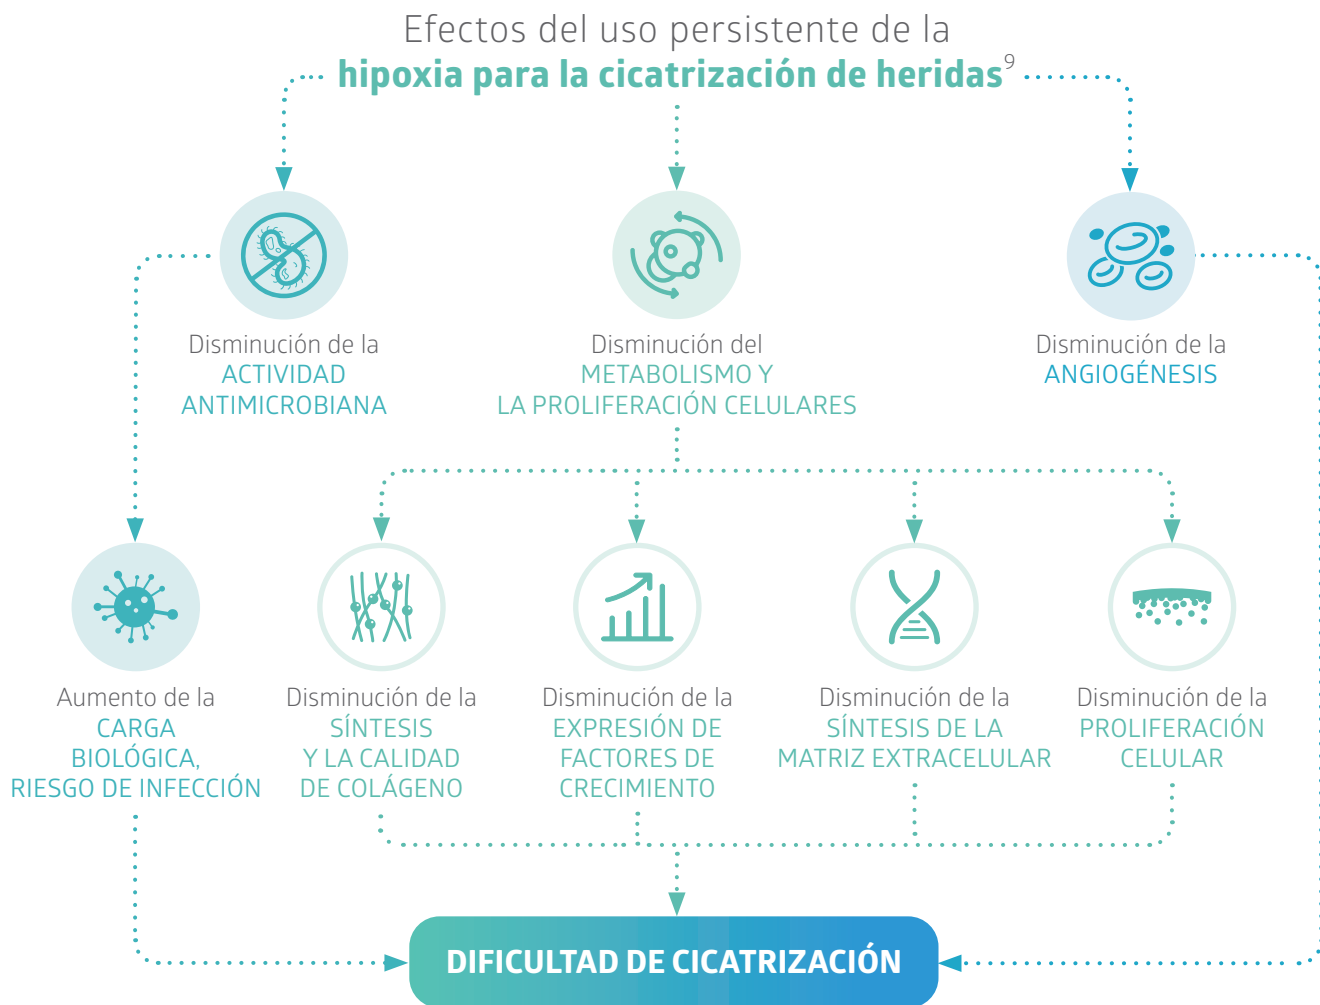 Efectos del uso persistente de la
hipoxia para la cicatrización de heridas9
Disminución de la
ACTIVIDAD
ANTIMICROBIANA
Disminución del
METABOLISMO Y
LA PROLIFERACIÓN CELULARES
Disminución de la
ANGIOGÉNESIS
Aumento de la
CARGA
BIOLÓGICA,
RIESGO DE INFECCIÓN
Disminución de la
SÍNTESIS
Y LA CALIDAD
DE COLÁGENO
Disminución de la
EXPRESIÓN DE
FACTORES DE
CRECIMIENTO
Disminución de la
SÍNTESIS DE LA
MATRIZ EXTRACELULAR
Disminución de la
PROLIFERACIÓN
CELULAR
DIFICULTAD DE CICATRIZACIÓN